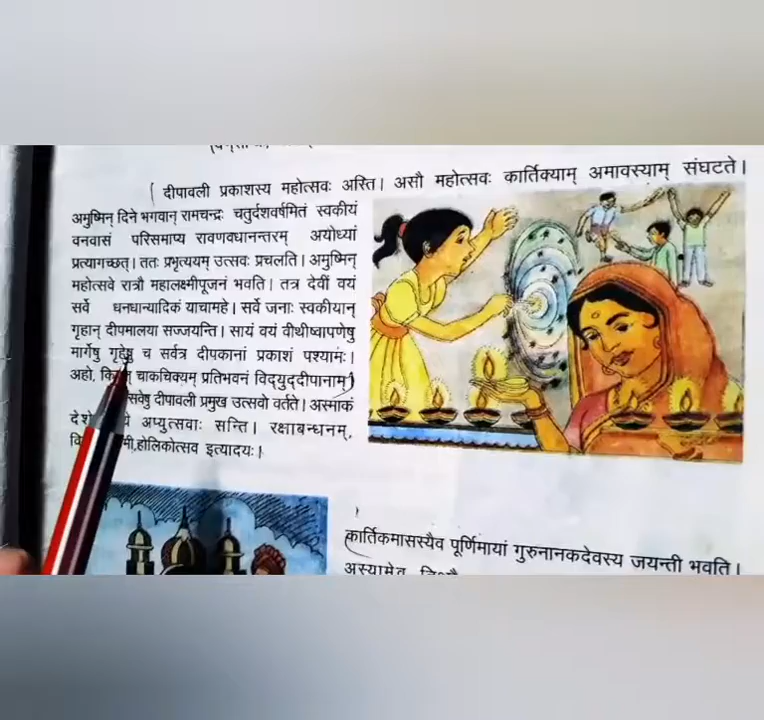 दीपावली प्रकाशस्य महोत्सवः अस्ति। असौ महोत्सवः कार्तिक्याम् अमावस्याम् संघटते।
अमुष्मिन् दिने भगवान् रामचन्द्रः चतुर्दशवर्षमितं स्वकीयं
वनवासं परिसमाप्य रावणवधानन्तरम् अयोध्यां
प्रत्यागच्छत्। ततः प्रभृत्ययम् उत्सवः प्रचलति। अमुष्मिन्
महोत्सवे रात्रौ महालक्ष्मीपूजनं भवति। तत्र देवीं वयं
सर्वे धनधान्यादिकं याचामहे। सर्वे जनाः स्वकीयान्
गृहान् दीपमालया सज्जयन्ति। सायं वयं वीथीष्वापणेषु
मार्गेषु गृहेषु च सर्वत्र दीपकानां प्रकाशं पश्यामः।
अहो, चाकचिक्यम् प्रतिभवनं विद्युद्दीपानाम्
दीपावली प्रमुख उत्सवो वर्तते। अस्माकं
अप्युत्सवाः सन्ति। रक्षाबन्धनम्,
होलिकोत्सव इत्यादयः।
कार्तिकमासस्यैव पूर्णिमायां गुरुनानकदेवस्य जयन्ती भवति।